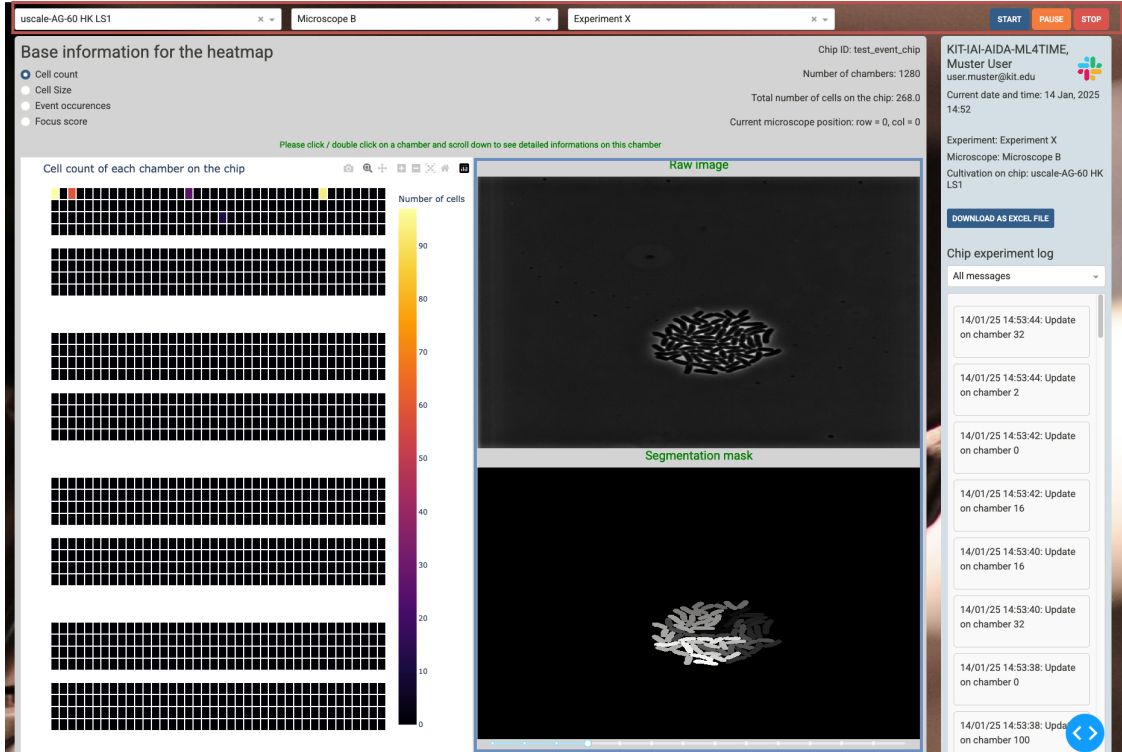 uscale-AG-60 HK LS1
Microscope B
Experiment X
START
PAUSE
STOP
Base information for the heatmap
Cell count
Cell Size
Event occurences
Focus score
Chip ID: test_event_chip
Number of chambers: 1280
Total number of cells on the chip: 268.0
Current microscope position: row = 0, col = 0
Please click / double click on a chamber and scroll down to see detailed informations on this chamber
Cell count of each chamber on the chip
Number of cells
90
80
70
60
50
40
30
20
10
0
Raw image
Segmentation mask
KIT-IAI-AIDA-ML4TIME,
Muster User
user.muster@kit.edu
Current date and time: 14 Jan, 2025
14:52
Experiment: Experiment X
Microscope: Microscope B
Cultivation on chip: uscale-AG-60 HK
LS1
DOWNLOAD AS EXCEL FILE
Chip experiment log
All messages
14/01/25 14:53:44: Update
on chamber 32
14/01/25 14:53:44: Update
on chamber 2
14/01/25 14:53:42: Update
on chamber 0
14/01/25 14:53:42: Update
on chamber 16
14/01/25 14:53:40: Update
on chamber 16
14/01/25 14:53:40: Update
on chamber 32
14/01/25 14:53:38: Update
on chamber 0
14/01/25 14:53:38: Upda
on chamber 100